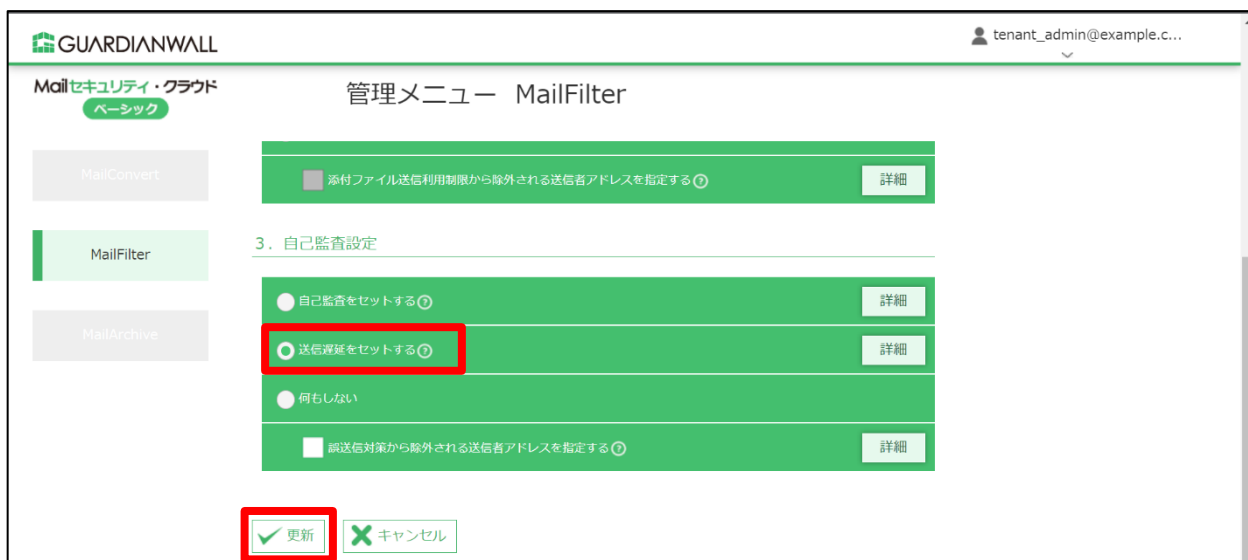 GUARDIANWALL
tenant_admin@example.c...
Mailセキュリティ・クラウド
ベーシック
管理メニュー MailFilter
MailConvert
MailFilter
MailArchive
添付ファイル送信利用制限から除外される送信者アドレスを指定する?
詳細
3. 自己監査設定
自己監査をセットする?
詳細
送信遅延をセットする?
詳細
何もしない
誤送信対策から除外される送信者アドレスを指定する?
詳細
更新
キャンセル